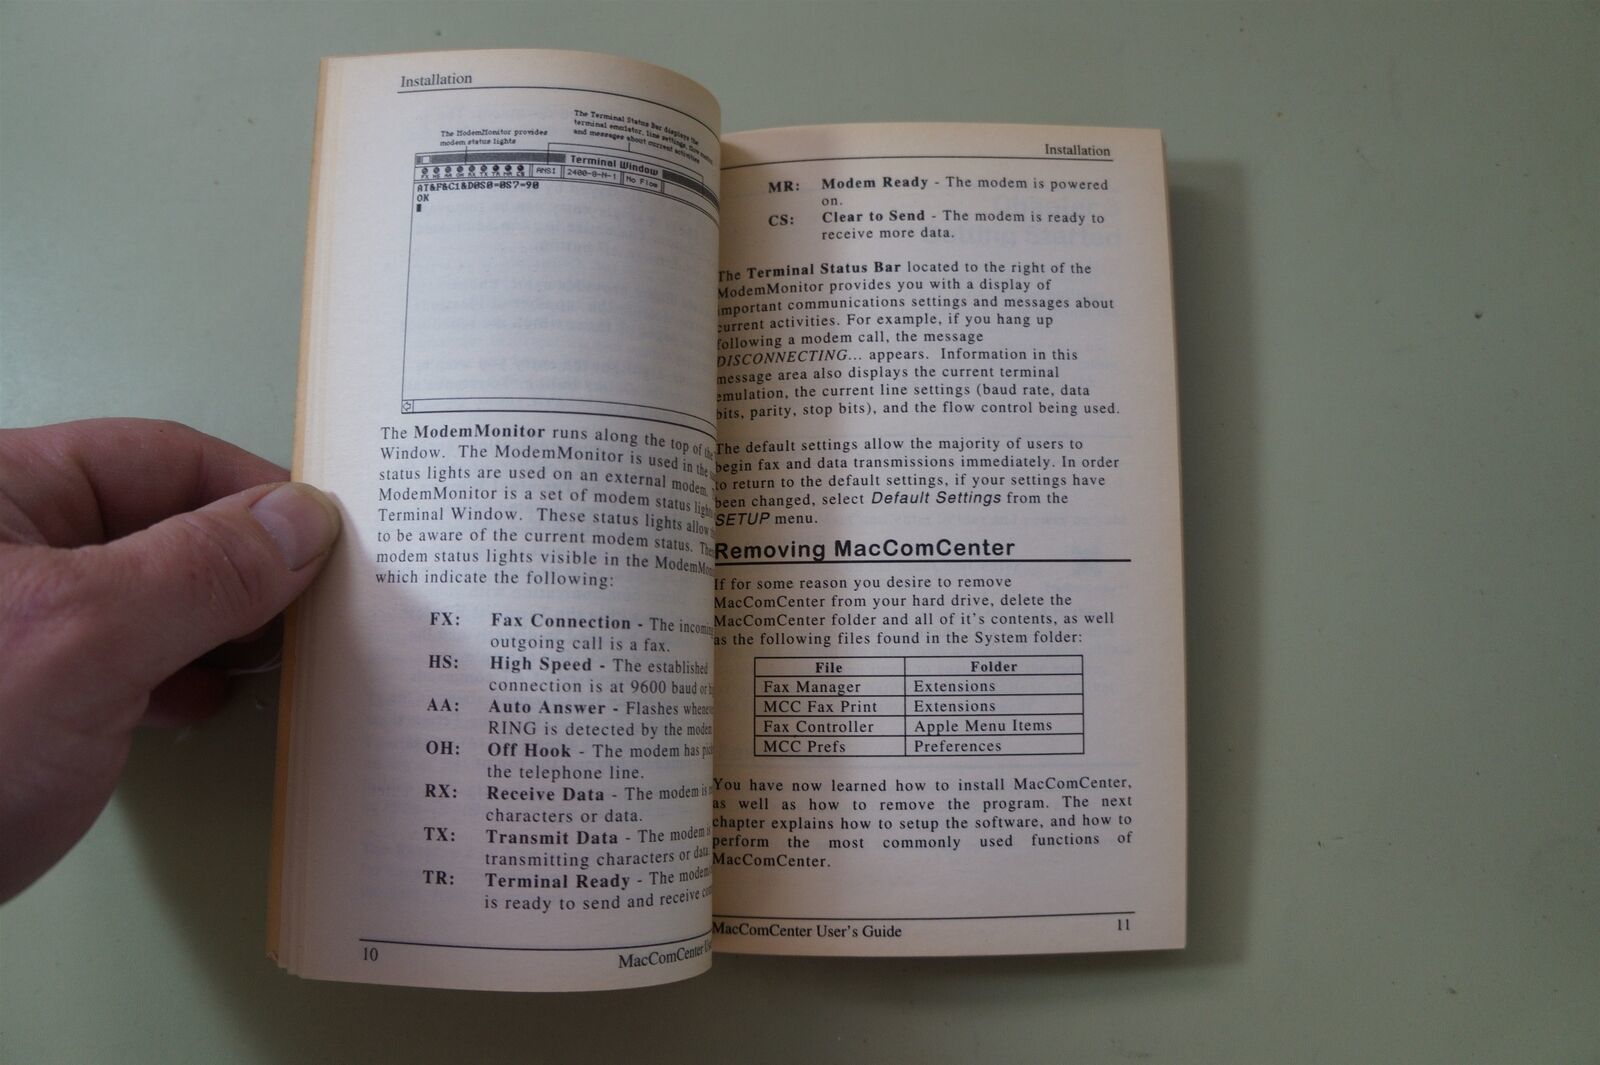 Installation
The ModemMonitor provides
modem status lights
The Terminal Status Bar displays the
terminal emulator, line settings, flow
and messages about current activities
Terminal Window
ANSI
2400-8-N-1
No Flow
AT&F&C1&D0S0=0S7=90
OK
The ModemMonitor runs along the top of the
Window. The ModemMonitor is used in the
status lights are used on an external modem.
ModemMonitor is a set of modem status lights
Terminal Window. These status lights allow
to be aware of the current modem status.
modem status lights visible in the
which indicate the following:
FX: Fax Connection - The incoming
outgoing call is a fax.
HS: High Speed - The established
connection is at 9600 baud or
AA: Auto Answer - Flashes
RING is detected by the modem
OH: Off Hook - The modem has
the telephone line.
RX: Receive Data - The modem is
characters or data.
TX: Transmit Data - The modem is
transmitting characters or data.
TR: Terminal Ready - The modem
is ready to send and receive
10
MacComCenter
Installation
MR: Modem Ready - The modem is powered
on.
CS: Clear to Send - The modem is ready to
receive more data.
The Terminal Status Bar located to the right of the
ModemMonitor provides you with a display of
important communications settings and messages about
current activities. For example, if you hang up
following a modem call, the message
DISCONNECTING... appears. Information in this
message area also displays the current terminal
emulation, the current line settings (baud rate, data
bits, parity, stop bits), and the flow control being used.
The default settings allow the majority of users to
begin fax and data transmissions immediately. In order
to return to the default settings, if your settings have
been changed, select Default Settings from the
SETUP menu.
Removing MacComCenter
If for some reason you desire to remove
MacComCenter from your hard drive, delete the
MacComCenter folder and all of it's contents, as well
as the following files found in the System folder:
File Folder
Fax Manager Extensions
MCC Fax Print Extensions
Fax Controller Apple Menu Items
MCC Prefs Preferences
You have now learned how to install MacComCenter,
as well as how to remove the program. The next
chapter explains how to setup the software, and how to
perform the most commonly used functions of
MacComCenter.
MacComCenter User's Guide
11